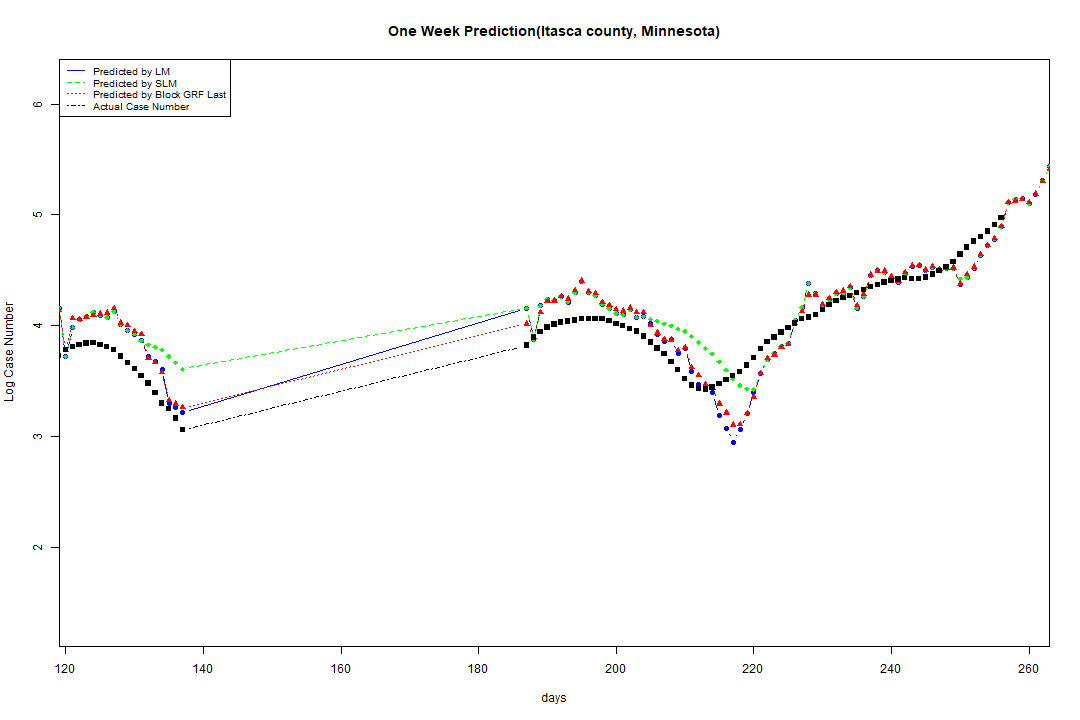 One Week Prediction(Itasca county, Minnesota)
Predicted by LM
Predicted by SLM
Predicted by Block GRF Last
Actual Case Number
6
5
4
3
2
Log Case Number
120 140 160 180 200 220 240 260
days